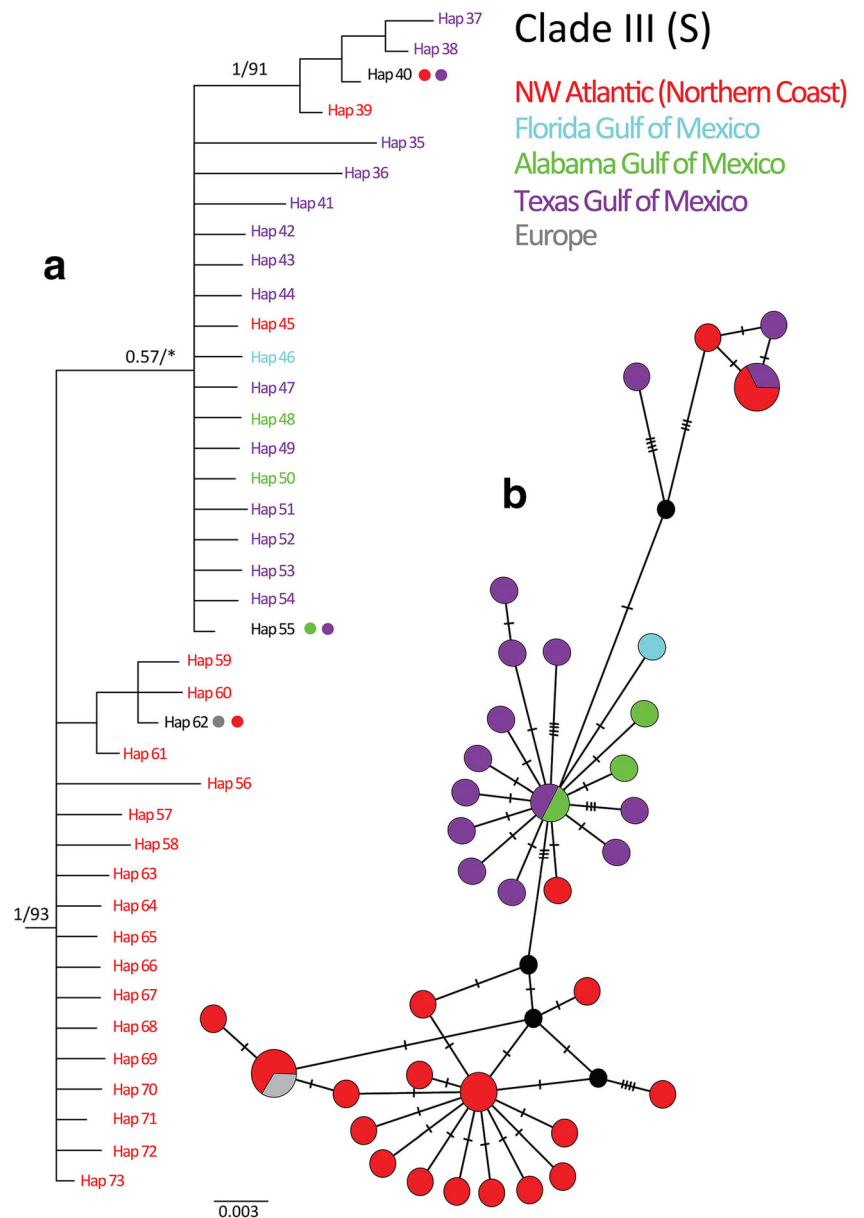 Clade III (S)
NW Atlantic (Northern Coast)
Florida Gulf of Mexico
Alabama Gulf of Mexico
Texas Gulf of Mexico
Europe
a
Hap 37
Hap 38
1/91
Hap 40
Hap 39
Hap 35
Hap 36
Hap 41
Hap 42
Hap 43
Hap 44
Hap 45
0.57/*
Hap 46
Hap 47
Hap 48
Hap 49
Hap 50
Hap 51
Hap 52
Hap 53
Hap 54
Hap 55
Hap 59
Hap 60
Hap 62
Hap 61
Hap 56
Hap 57
Hap 58
Hap 63
Hap 64
1/93
Hap 65
Hap 66
Hap 67
Hap 68
Hap 69
Hap 70
Hap 71
Hap 72
Hap 73
0.003
b